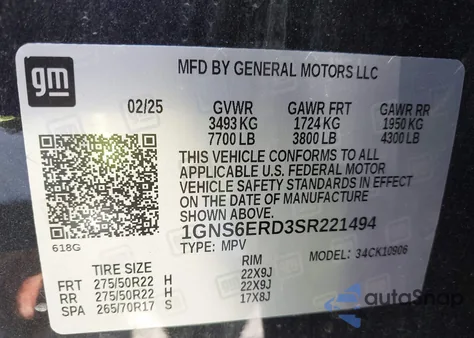 gm
MFD BY GENERAL MOTORS LLC
02/25 GVWR GAWR FRT GAWR RR
3493 KG 1724 KG 1950 KG
7700 LB 3800 LB 4300 LB
THIS VEHICLE CONFORMS TO ALL
APPLICABLE U.S. FEDERAL MOTOR
VEHICLE SAFETY STANDARDS IN EFFECT
ON THE DATE OF MANUFACTURE
SHOWN ABOVE.
1GNS6ERD3SR221494
618G TYPE: MPV MODEL: 34CK10906
TIRE SIZE RIM
FRT 275/50R22 H 22X9J
RR 275/50R22 H 22X9J
SPA 265/70R17 S 17X8J
autoSnap